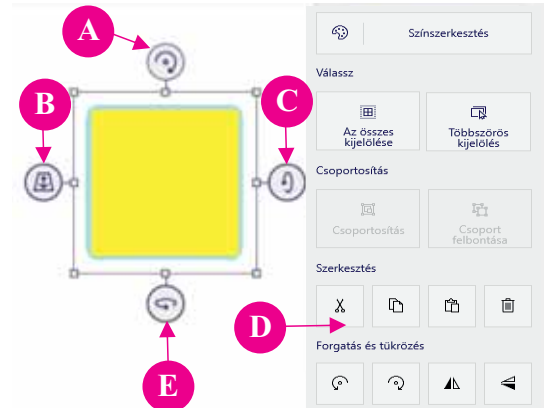 A
B
C
D
E
Színszerkesztés
Válassz
Az összes
kijelölése
Többszörös
kijelölés
Csoportosítás
Csoportosítás
Csoport
felbontása
Szerkesztés
Forgatás és tükrözés